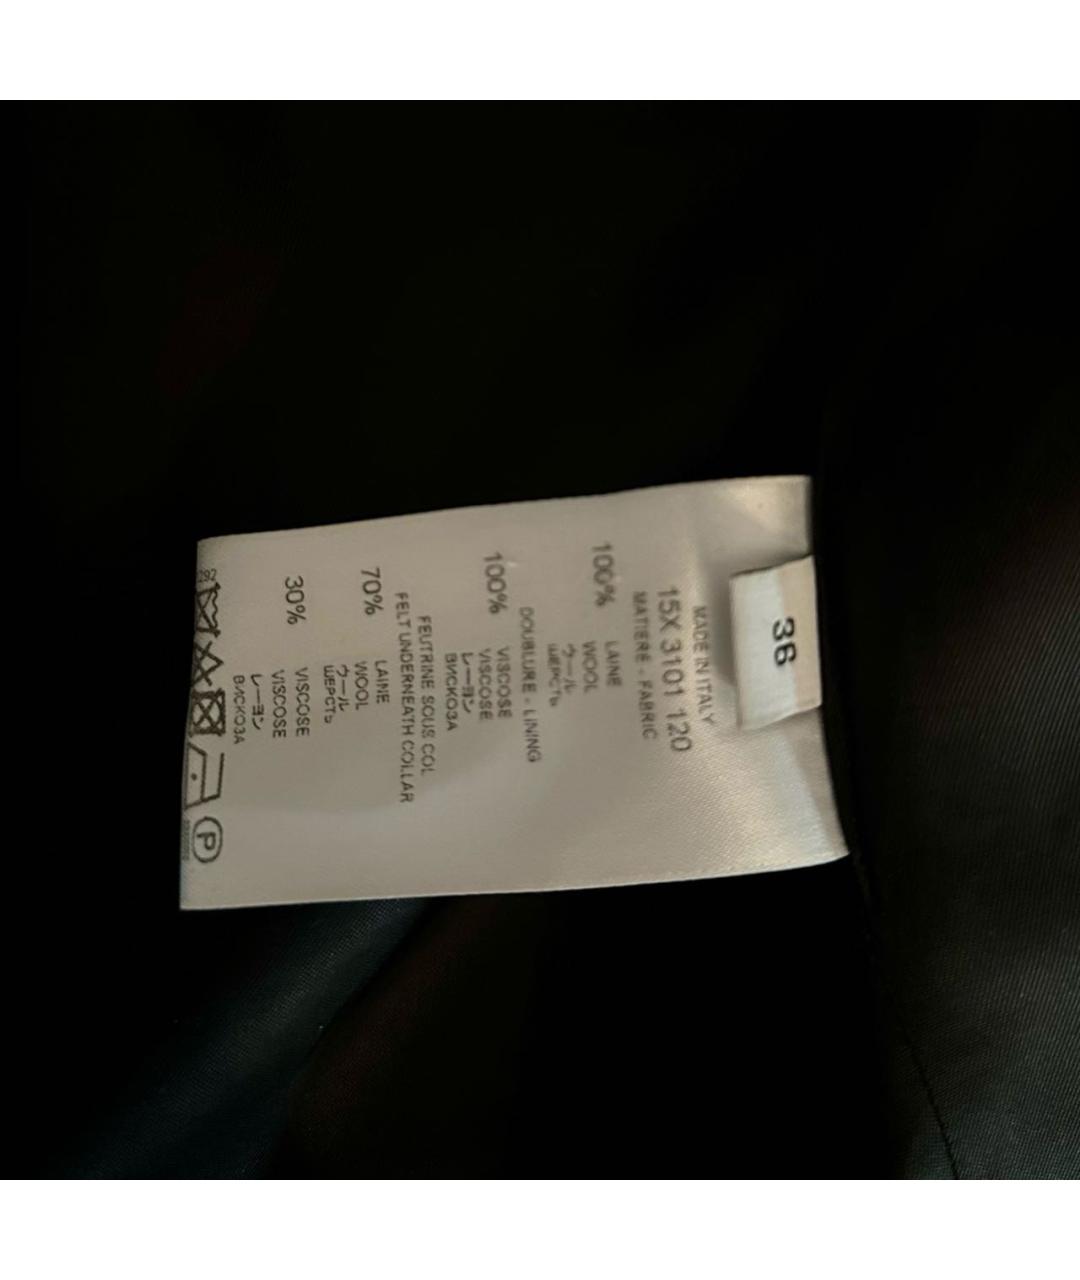 36
MADE IN ITALY
15X 3101 120
MATIERE - FABRIC
100% LAINE
WOOL
ウール
ШЕРСТЬ
DOUBLURE - LINING
100% VISCOSE
VISCOSE
レーヨン
ВИСКОЗА
FEUTRINE SOUS COL
FELT UNDERNEATH COLLAR
70% LAINE
WOOL
ウール
ШЕРСТЬ
30% VISCOSE
VISCOSE
レーヨン
ВИСКОЗА
292
P